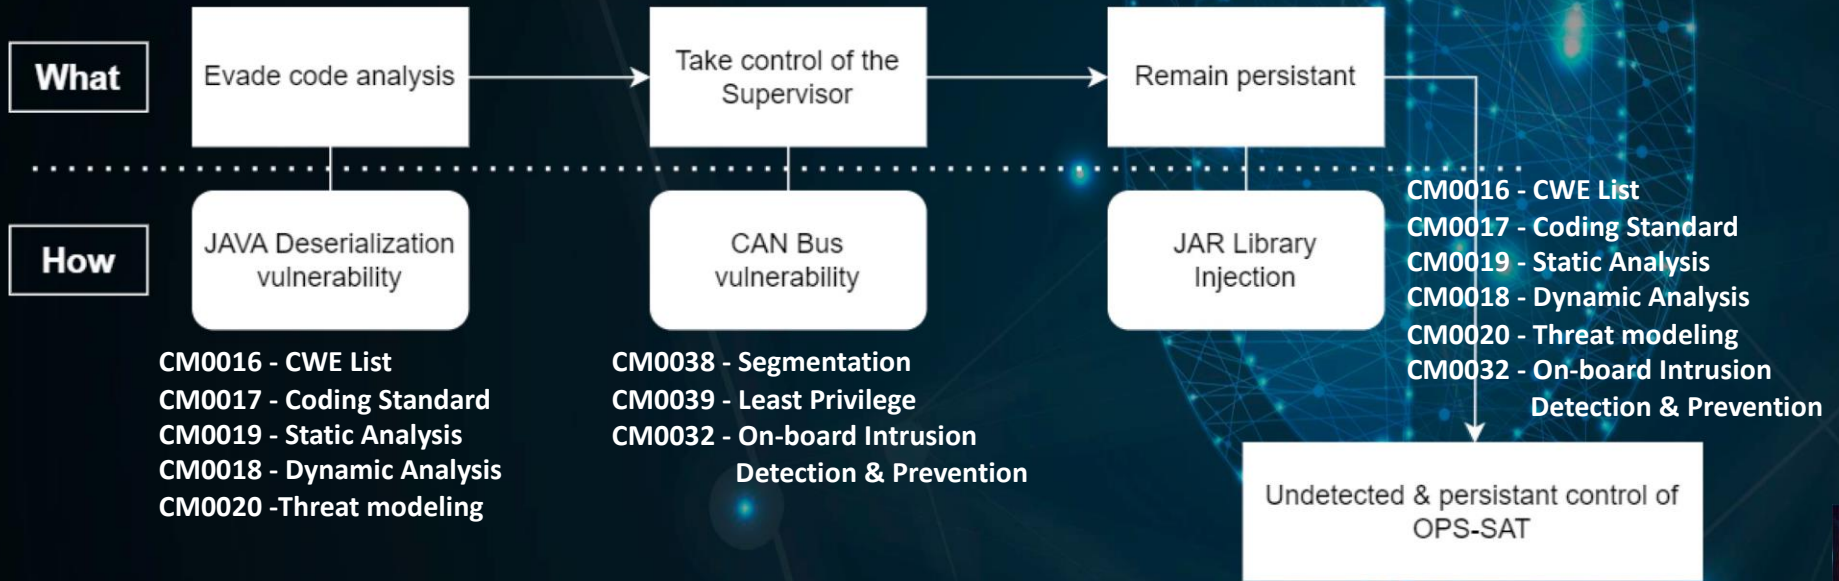 What
Evade code analysis
Take control of the
Supervisor
Remain persistant
How
JAVA Deserialization
vulnerability
CAN Bus
vulnerability
JAR Library
Injection
CM0016 - CWE List
CM0017 - Coding Standard
CM0019 - Static Analysis
CM0018 - Dynamic Analysis
CM0020 -Threat modeling
CM0038 - Segmentation
CM0039 - Least Privilege
CM0032 - On-board Intrusion
Detection & Prevention
CM0016 - CWE List
CM0017 - Coding Standard
CM0019 - Static Analysis
CM0018 - Dynamic Analysis
CM0020 - Threat modeling
CM0032 - On-board Intrusion
Detection & Prevention
Undetected & persistant control of
OPS-SAT